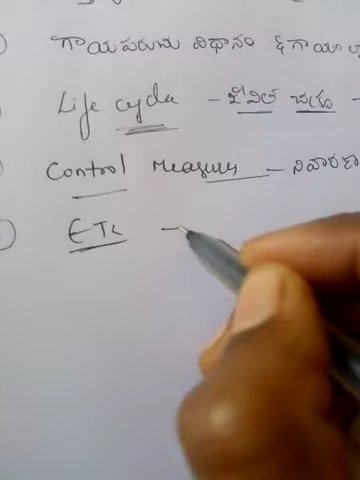 గాయపరుచు విధానం
Life cycle - జీవిత చక్రం -
Control Measures - నివారణ
ETL -